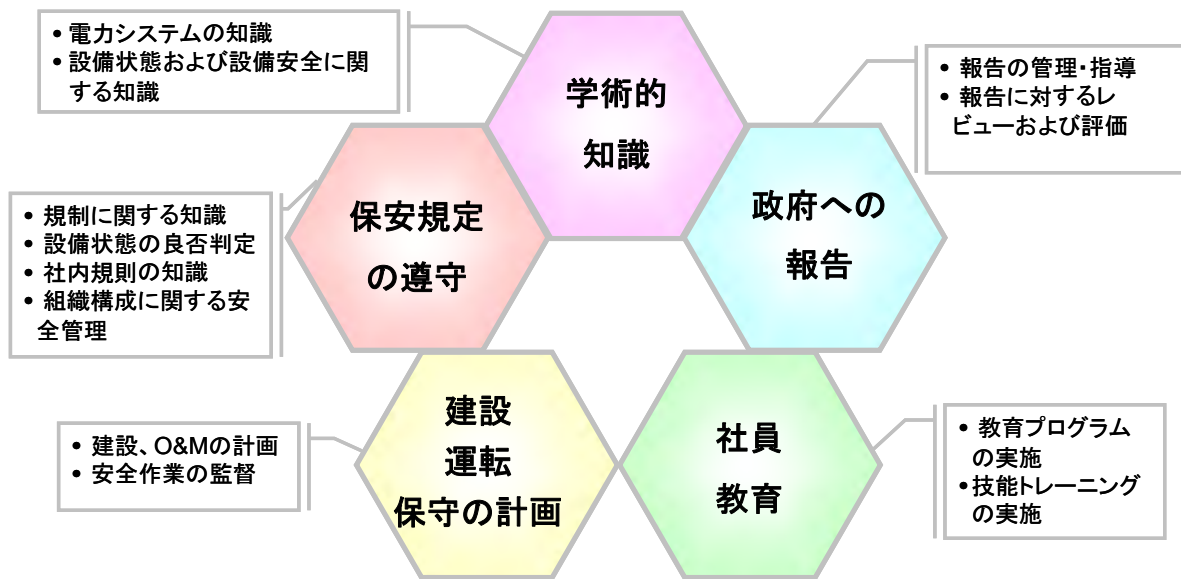 • 電力システムの知識
• 設備状態および設備安全に関
する知識
学術的
知識
• 報告の管理・指導
• 報告に対するレ
ビューおよび評価
政府への
報告
• 規制に関する知識
• 設備状態の良否判定
• 社内規則の知識
• 組織構成に関する安
全管理
保安規定
の遵守
• 建設、O&Mの計画
• 安全作業の監督
建設
運転
保守の計画
社員
教育
• 教育プログラム
の実施
• 技能トレーニング
の実施